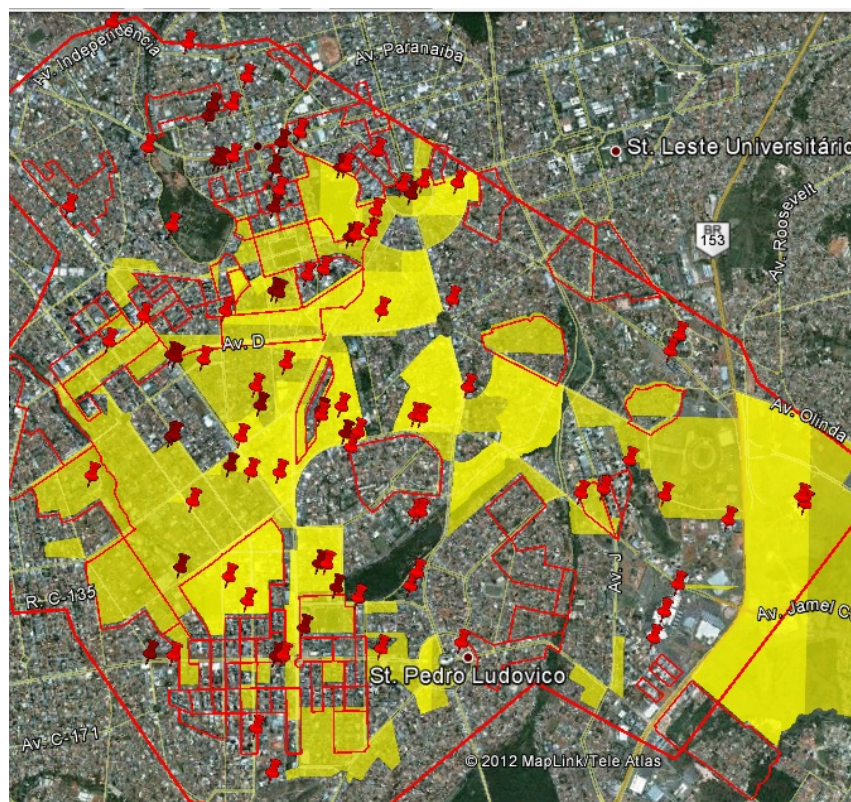 Av. Independência
Av. Paranaiba
St. Leste Universitário
BR
153
Av. Roosevelt
Av. D
Av. Olinda
R. C-135
Av. J
Av. Jamel C
St. Pedro Ludovico
Av. C-171
© 2012 MapLink/Tele Atlas